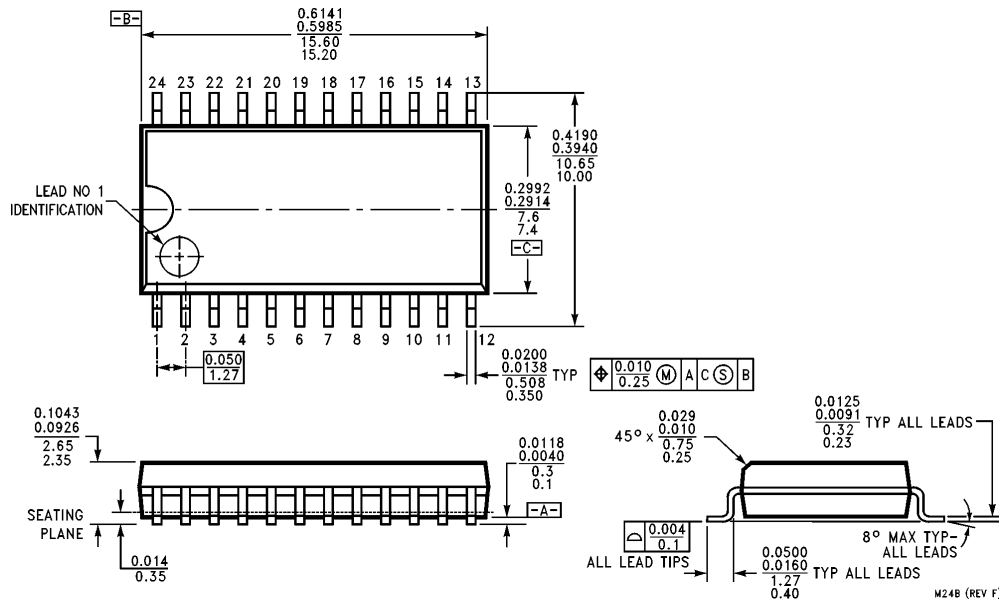 -B-
0.6141
0.5985
15.60
15.20
24 23 22 21 20 19 18 17 16 15 14 13
0.4190
0.3940
10.65
10.00
0.2992
0.2914
7.6
7.4
-C-
LEAD NO 1
IDENTIFICATION
1 2 3 4 5 6 7 8 9 10 11 12
0.050
1.27
0.0200
0.0138
0.508
0.350
TYP
⌖ 0.010 0.25 Ⓜ A C Ⓢ B
0.1043
0.0926
2.65
2.35
0.0118
0.0040
0.3
0.1
-A-
SEATING
PLANE
0.014
0.35
45° x
0.029
0.010
0.75
0.25
0.0125
0.0091
0.32
0.23
TYP ALL LEADS
0.004
0.1
ALL LEAD TIPS
8° MAX TYP-
ALL LEADS
0.0500
0.0160
1.27
0.40
TYP ALL LEADS
M24B (REV F)